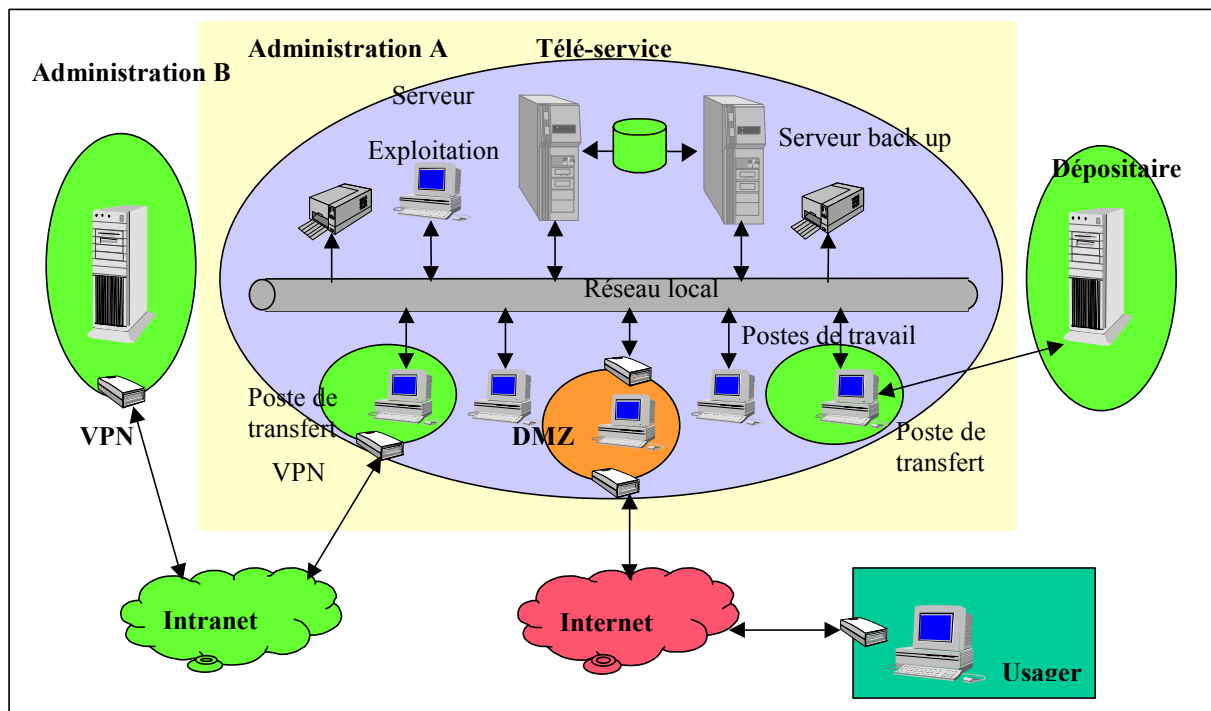 Administration A
Télé-service
Administration B
Serveur
Serveur back up
Exploitation
Dépositaire
Réseau local
Postes de travail
Poste de
transfert
VPN
VPN
DMZ
Poste de
transfert
Intranet
Internet
Usager